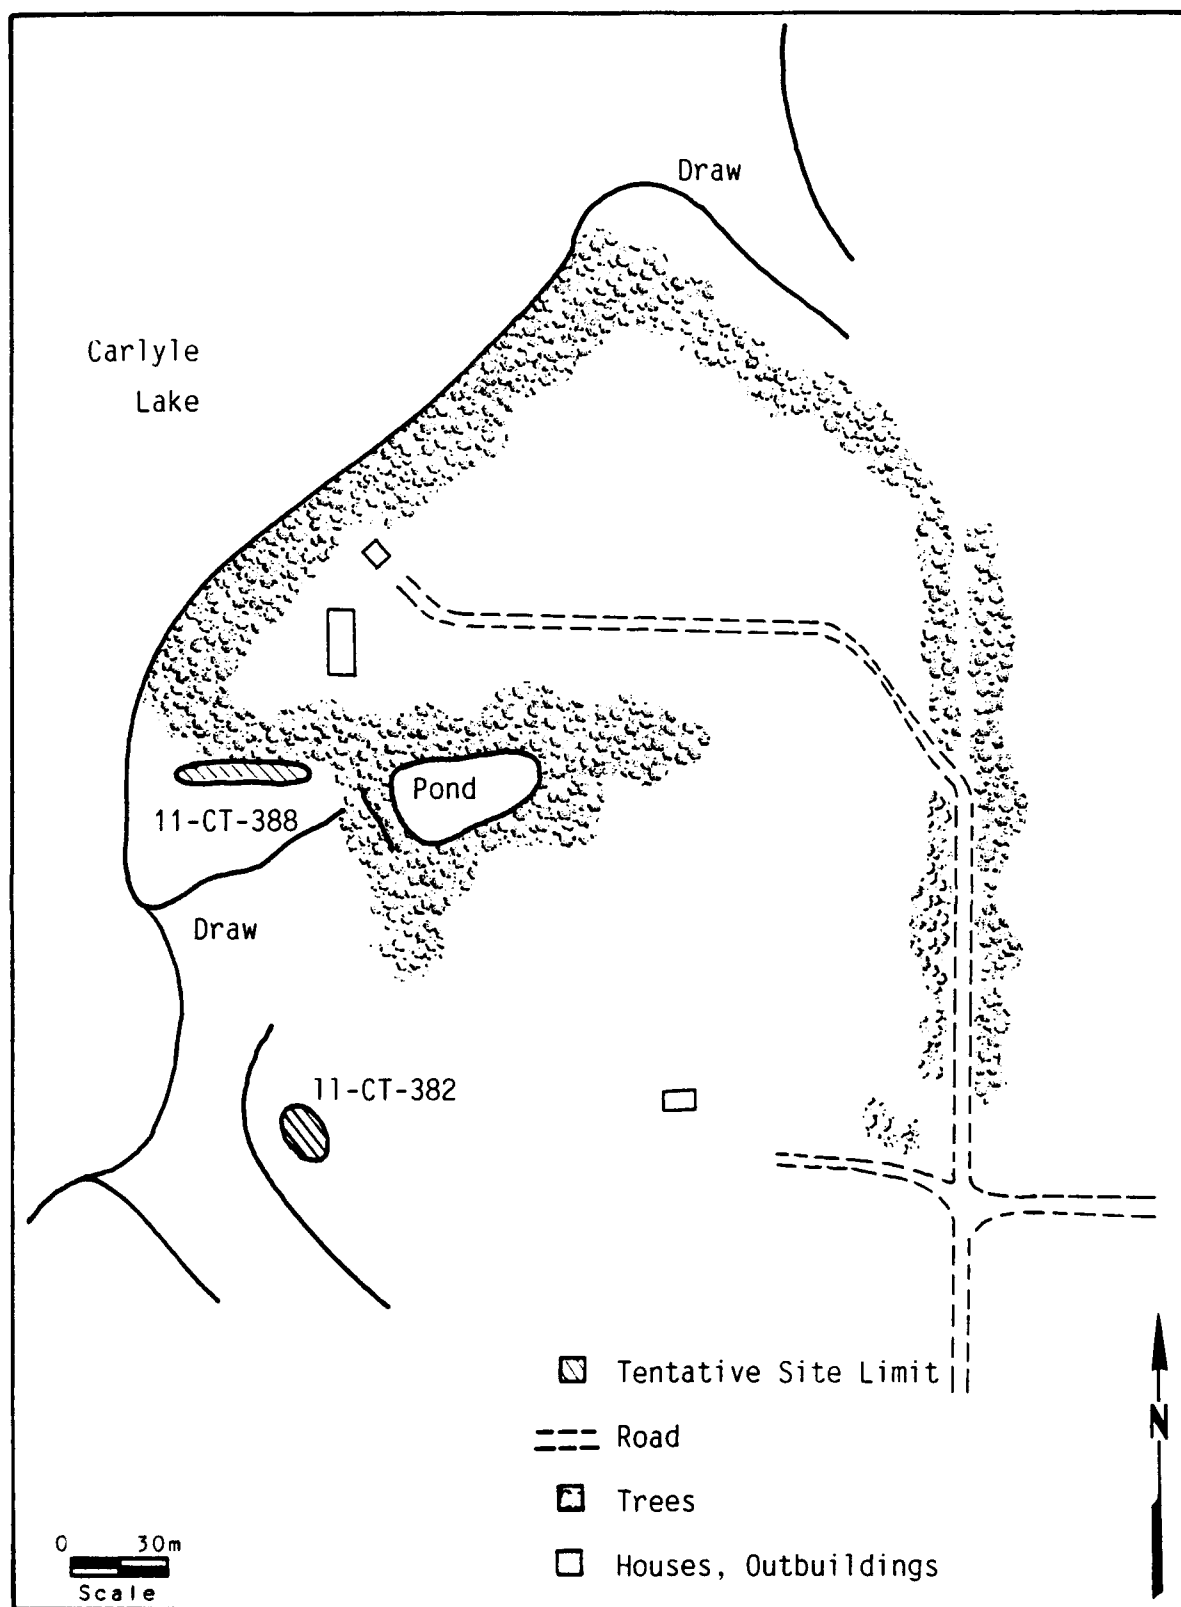 Draw
Carlyle
Lake
Pond
11-CT-388
Draw
11-CT-382
Tentative Site Limit
Road
N
Trees
0 30m
Houses, Outbuildings
Scale